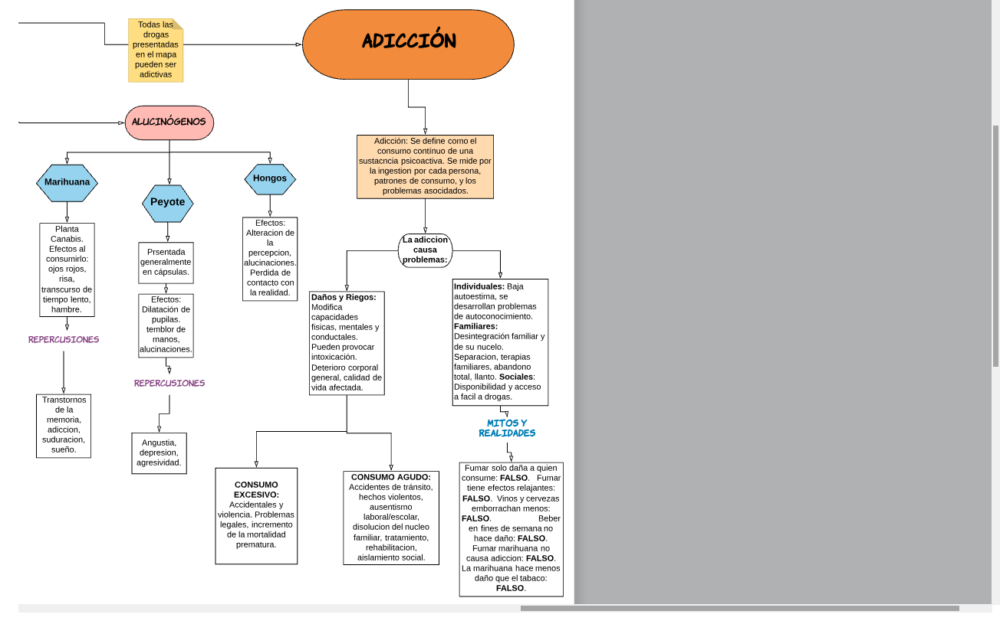 Todas las
drogas
presentadas
en el mapa
pueden ser
adictivas
ADICCIÓN
ALUCINÓGENOS
Marihuana
Planta
Canabis.
Efectos al
consumirlo:
ojos rojos,
risa,
transcurso de
tiempo lento,
hambre.
REPERCUSIONES
Transtornos
de la
memoria,
adiccion,
suduracion,
sueño.
Peyote
Prsentada
generalmente
en cápsulas.
Efectos:
Dilatación de
pupilas.
temblor de
manos,
alucinaciones.
REPERCUSIONES
Angustia,
depresion,
agresividad.
Hongos
Efectos:
Alteracion de
la
percepcion,
alucinaciones.
Perdida de
contacto con
la realidad.
Adicción: Se define como el
consumo contínuo de una
sustacncia psicoactiva. Se mide por
la ingestion por cada persona,
patrones de consumo, y los
problemas asocidados.
La adiccion
causa
problemas:
Daños y Riegos:
Modifica
capacidades
fisicas, mentales y
conductales.
Pueden provocar
intoxicación.
Deterioro corporal
general, calidad de
vida afectada.
CONSUMO
EXCESIVO:
Accidentales y
violencia. Problemas
legales, incremento
de la mortalidad
prematura.
CONSUMO AGUDO:
Accidentes de tránsito,
hechos violentos,
ausentismo
laboral/escolar,
disolucion del nucleo
familiar, tratamiento,
rehabilitacion,
aislamiento social.
Individuales: Baja
autoestima, se
desarrollan problemas
de autoconocimiento.
Familiares:
Desintegración familiar y
de su nucelo.
Separacion, terapias
familiares, abandono
total, llanto. Sociales:
Disponibilidad y acceso
a facil a drogas.
MITOS Y
REALIDADES
Fumar solo daña a quien
consume: FALSO. Fumar
tiene efectos relajantes:
FALSO. Vinos y cervezas
emborrachan menos:
FALSO. Beber
en fines de semana no
hace daño: FALSO.
Fumar marihuana no
causa adiccion: FALSO.
La marihuana hace menos
daño que el tabaco:
FALSO.